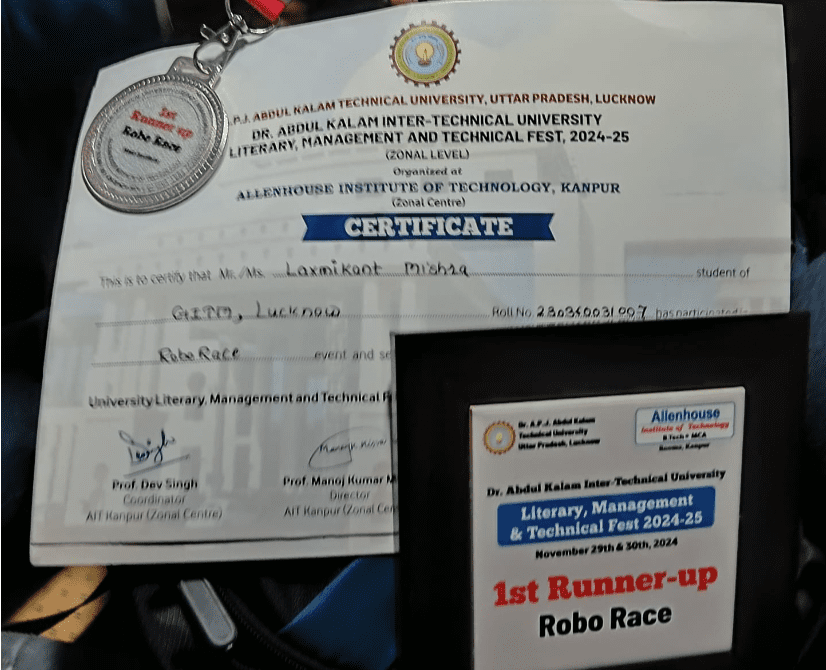 1st
Runner-up
Robo Race
P.J. ABDUL KALAM TECHNICAL UNIVERSITY, UTTAR PRADESH, LUCKNOW
DR. ABDUL KALAM INTER-TECHNICAL UNIVERSITY
LITERARY, MANAGEMENT AND TECHNICAL FEST, 2024-25
(ZONAL LEVEL)
Organized at
ALLENHOUSE INSTITUTE OF TECHNOLOGY, KANPUR
(Zonal Centre)
CERTIFICATE
This is to certify that Mr./Ms. Laxmikant Mishra student of
GITM, Lucknow Roll No. has participated
Robo Race event and se
University Literary, Management and Technical F
Prof. Dev Singh
Coordinator
AIT Kanpur (Zonal Centre)
Prof. Manoj Kumar M
Director
AIT Kanpur (Zonal Cen
Dr. A.P.J. Abdul Kalam
Technical University
Uttar Pradesh, Lucknow
Allenhouse
Institute of Technology
B.Tech • MCA
Rooma, Kanpur
Dr. Abdul Kalam Inter-Technical University
Literary, Management
& Technical Fest 2024-25
November 29th & 30th, 2024
1st Runner-up
Robo Race